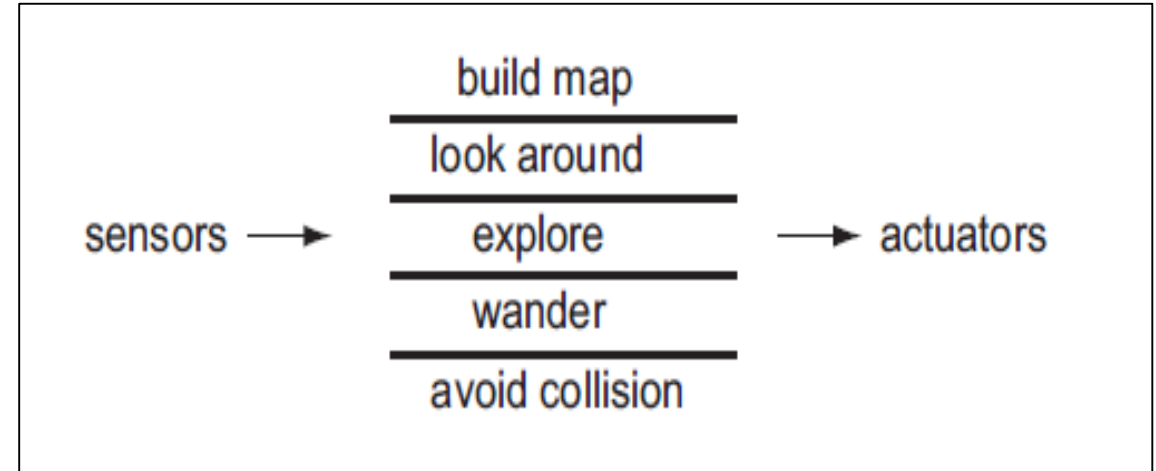 build map
look around
sensors explore actuators
wander
avoid collision